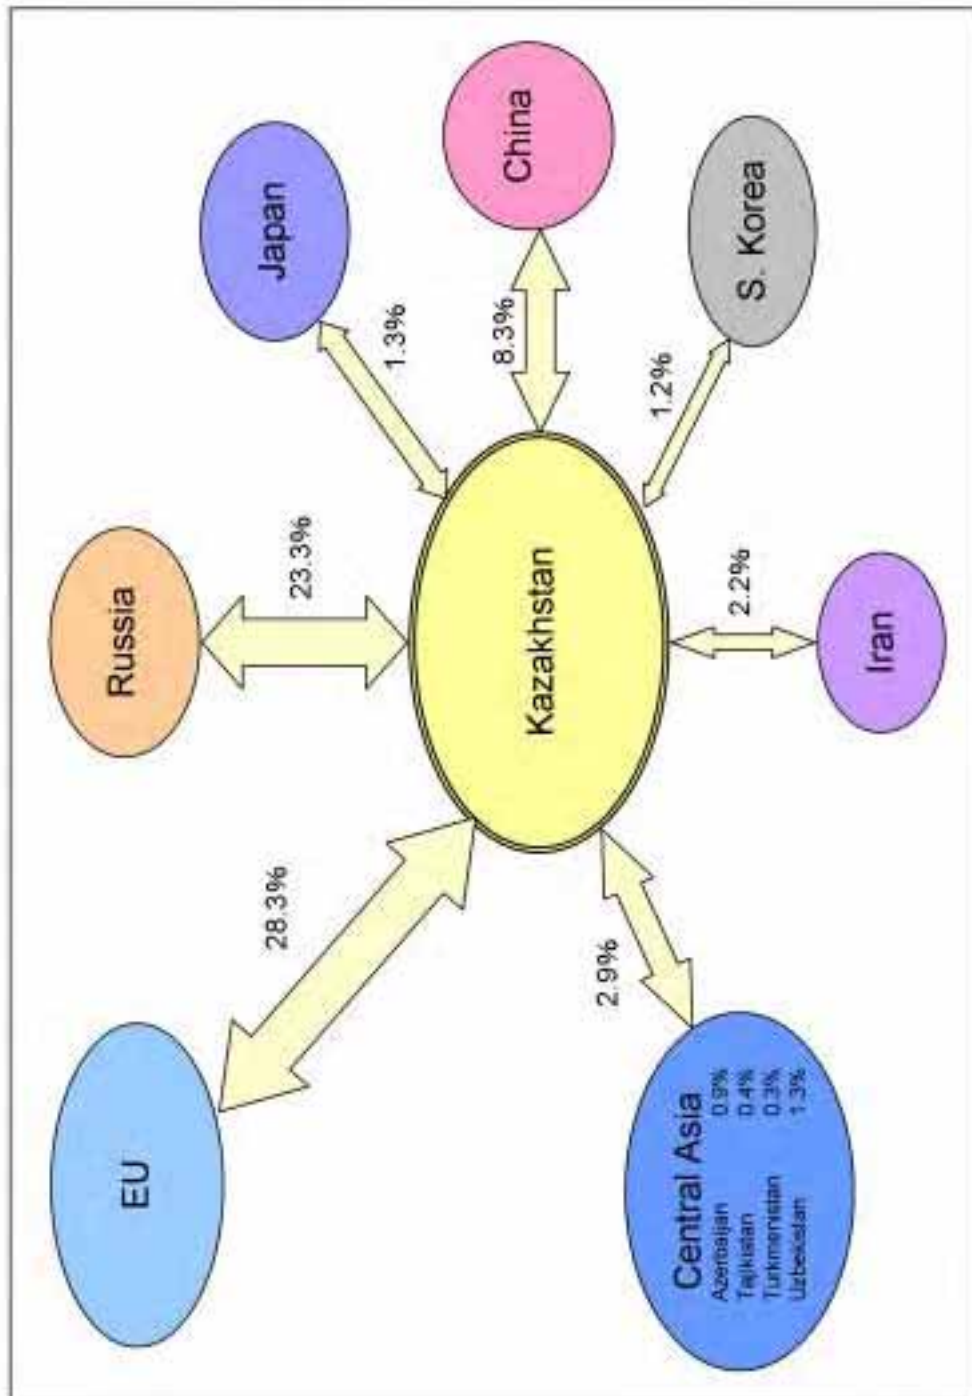 EU
Russia
Japan
28.3%
23.3%
1.3%
Kazakhstan
8.3%
China
2.9%
2.2%
1.2%
Central Asia
Azerbaijan 0.9%
Tajikistan 0.4%
Turkmenistan 0.3%
Uzbekistan 1.3%
Iran
S. Korea